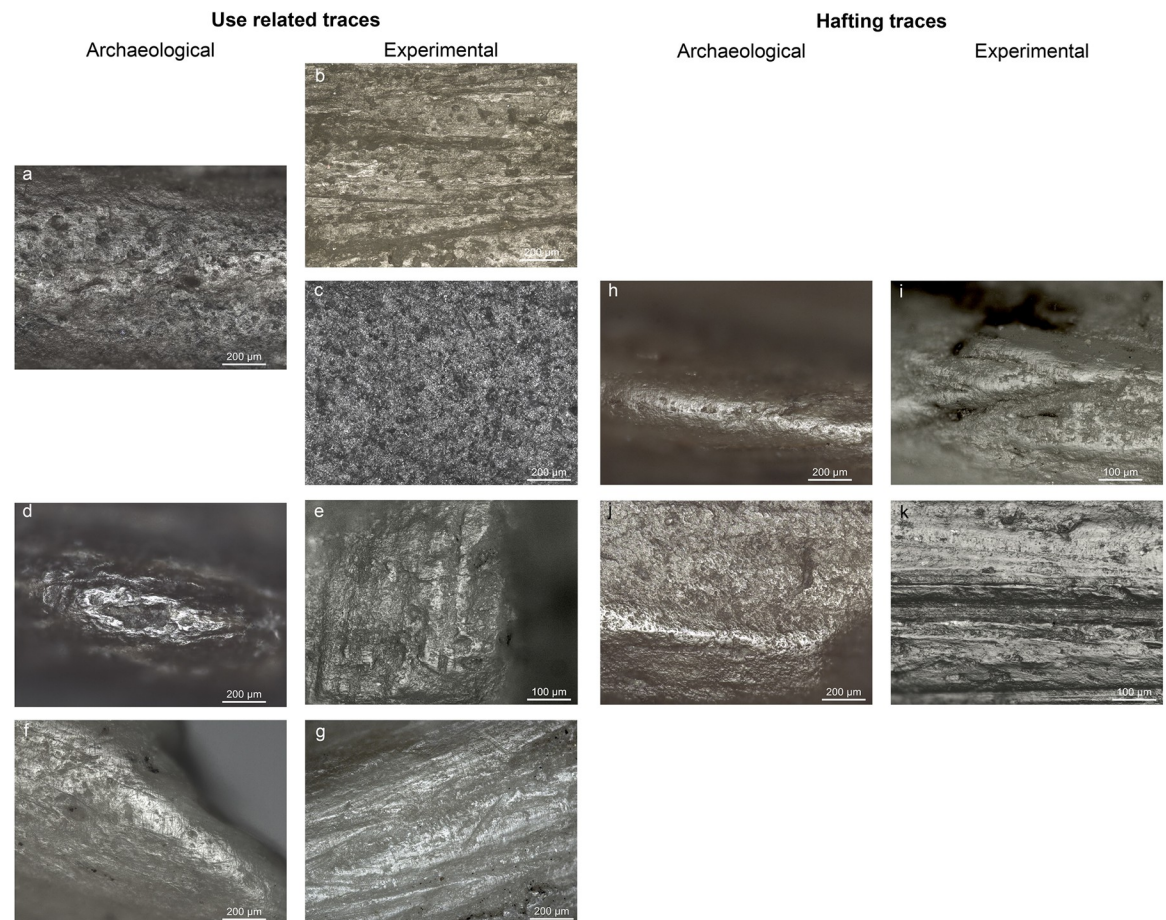 Use related traces
Hafting traces
Archaeological
Experimental
Archaeological
Experimental
b
200 µm
a
200 µm
c
200 µm
h
200 µm
i
100 µm
d
200 µm
e
100 µm
j
200 µm
k
100 µm
f
200 µm
g
200 µm